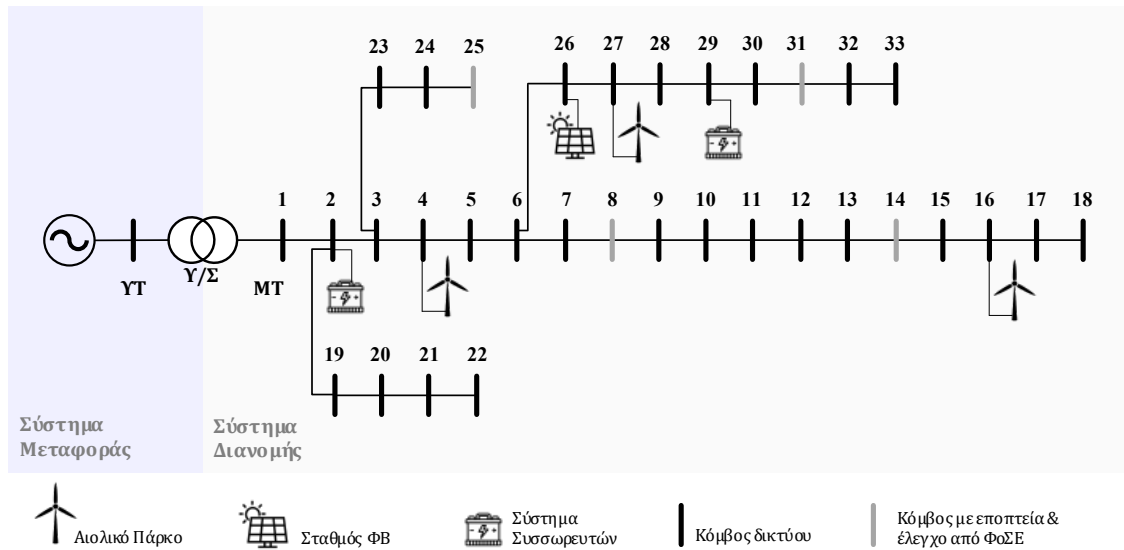 23 24 25 26 27 28 29 30 31 32 33
1 2 3 4 5 6 7 8 9 10 11 12 13 14 15 16 17 18
ΥΤ Υ/Σ ΜΤ
19 20 21 22
Σύστημα
Μεταφοράς
Σύστημα
Διανομής
Αιολικό Πάρκο
Σταθμός ΦΒ
Σύστημα
Συσσωρευτών
Κόμβος δικτύου
Κόμβος με εποπτεία &
έλεγχο από ΦοΣΕ